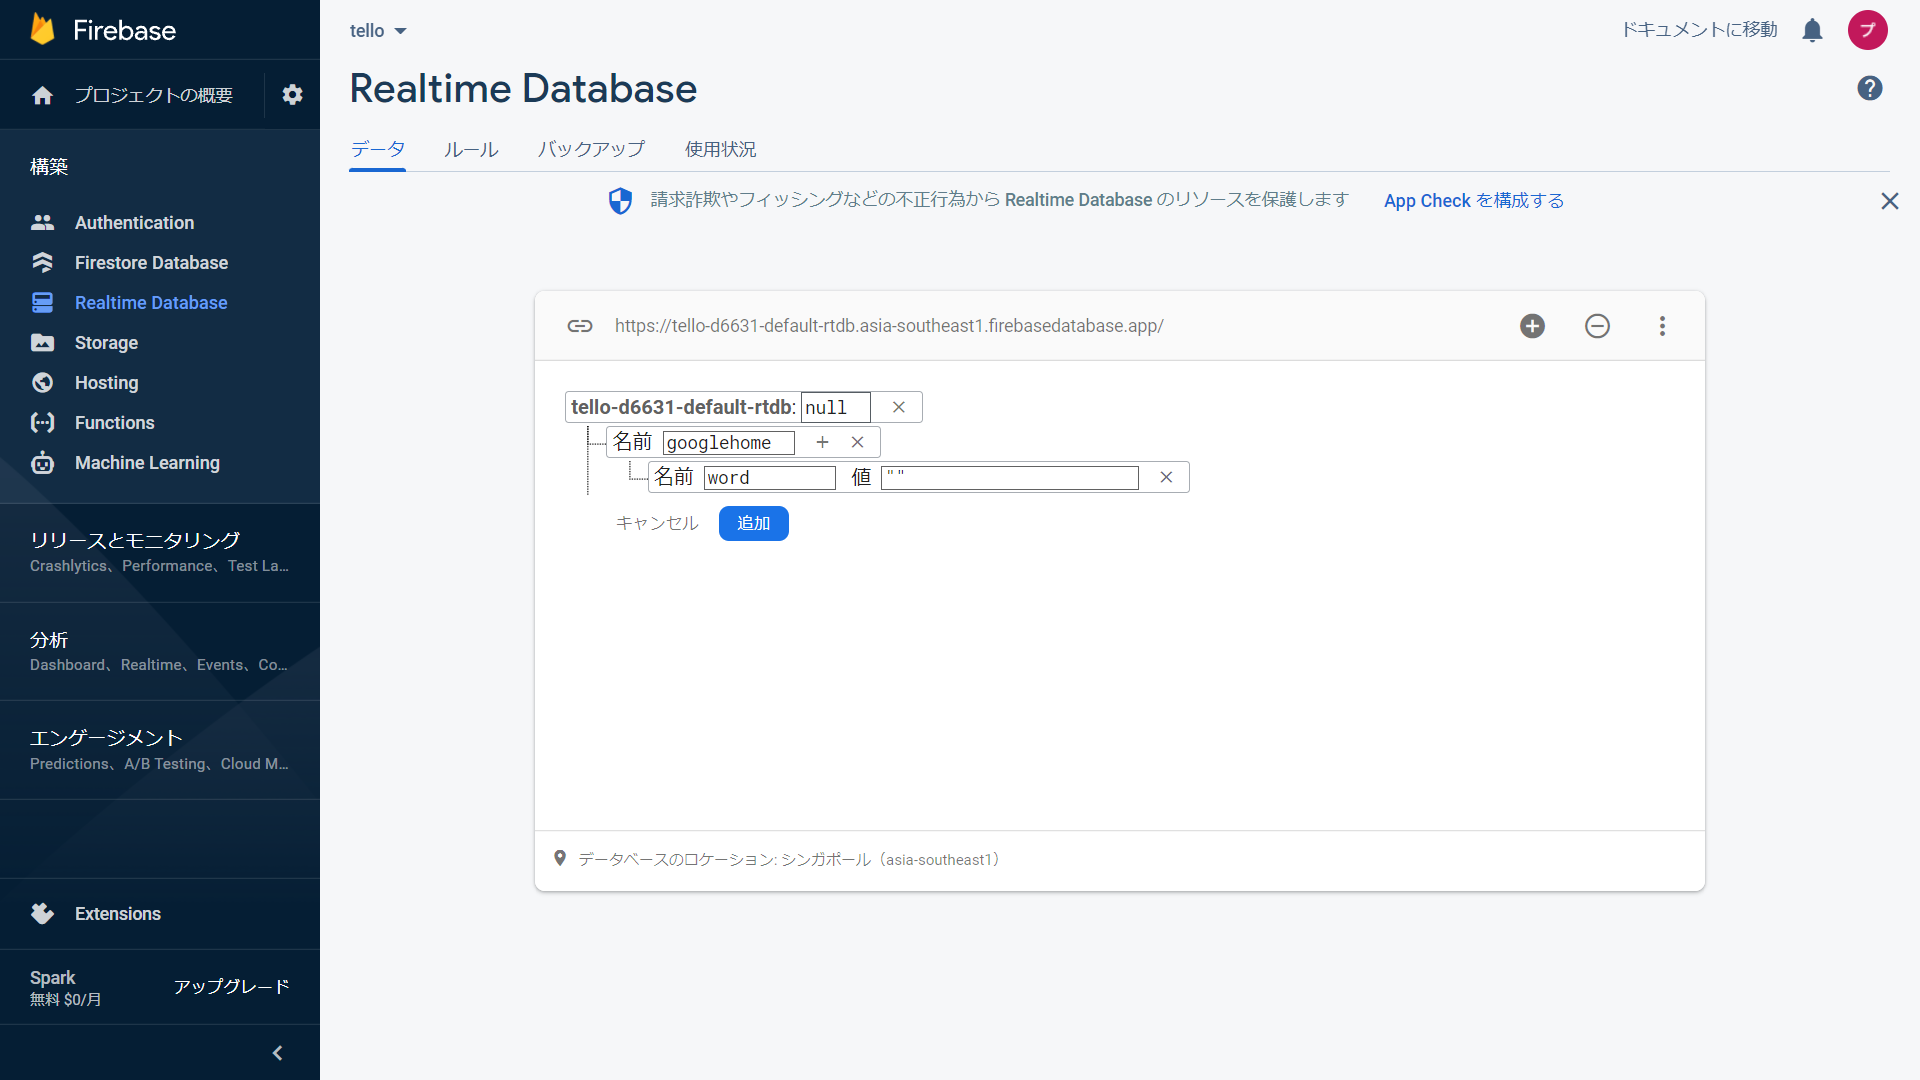 Firebase
プロジェクトの概要
構築
Authentication
Firestore Database
Realtime Database
Storage
Hosting
Functions
Machine Learning
リリースとモニタリング
Crashlytics、Performance、Test La...
分析
Dashboard、Realtime、Events、Co...
エンゲージメント
Predictions、A/B Testing、Cloud M...
Extensions
Spark
無料 $0/月
アップグレード
tello
ドキュメントに移動
プ
Realtime Database
データ ルール バックアップ 使用状況
請求詐欺やフィッシングなどの不正行為から Realtime Database のリソースを保護します App Check を構成する
https://tello-d6631-default-rtdb.asia-southeast1.firebasedatabase.app/
tello-d6631-default-rtdb: null
名前 googlehome
名前 word 値 ""
キャンセル 追加
データベースのロケーション: シンガポール（asia-southeast1）